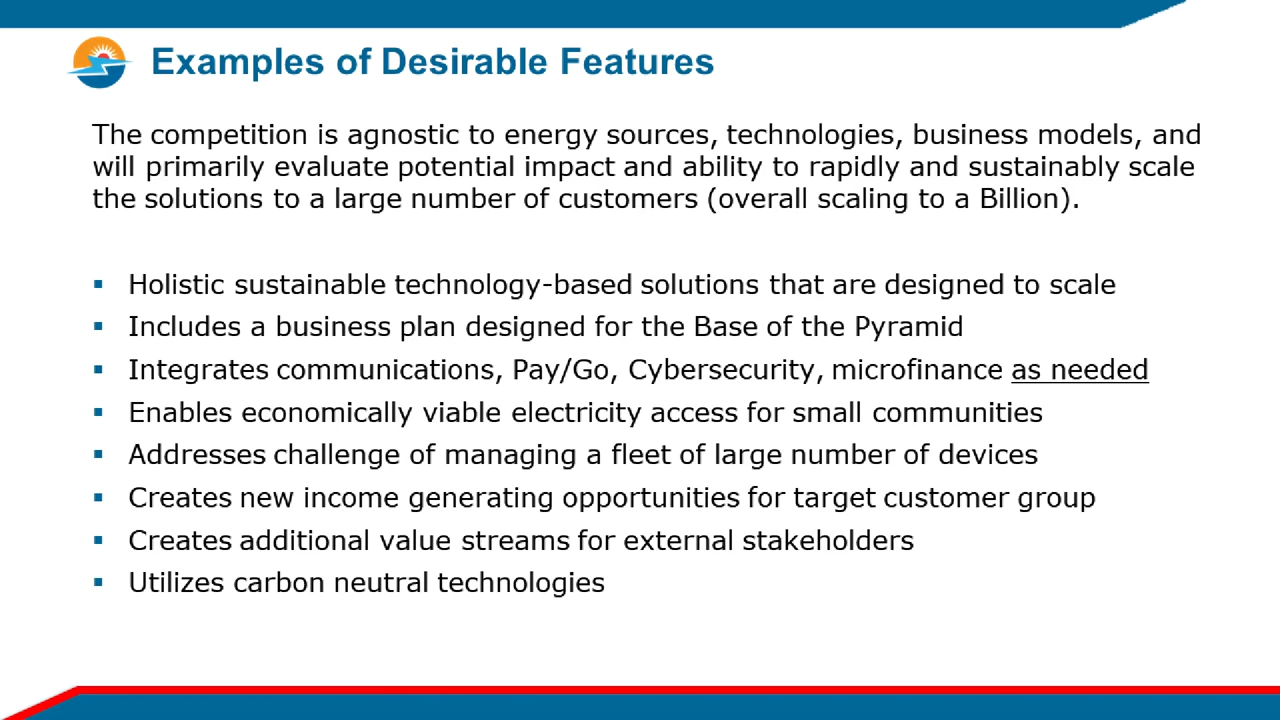 Examples of Desirable Features
The competition is agnostic to energy sources, technologies, business models, and
will primarily evaluate potential impact and ability to rapidly and sustainably scale
the solutions to a large number of customers (overall scaling to a Billion).
▪ Holistic sustainable technology-based solutions that are designed to scale
▪ Includes a business plan designed for the Base of the Pyramid
▪ Integrates communications, Pay/Go, Cybersecurity, microfinance as needed
▪ Enables economically viable electricity access for small communities
▪ Addresses challenge of managing a fleet of large number of devices
▪ Creates new income generating opportunities for target customer group
▪ Creates additional value streams for external stakeholders
▪ Utilizes carbon neutral technologies